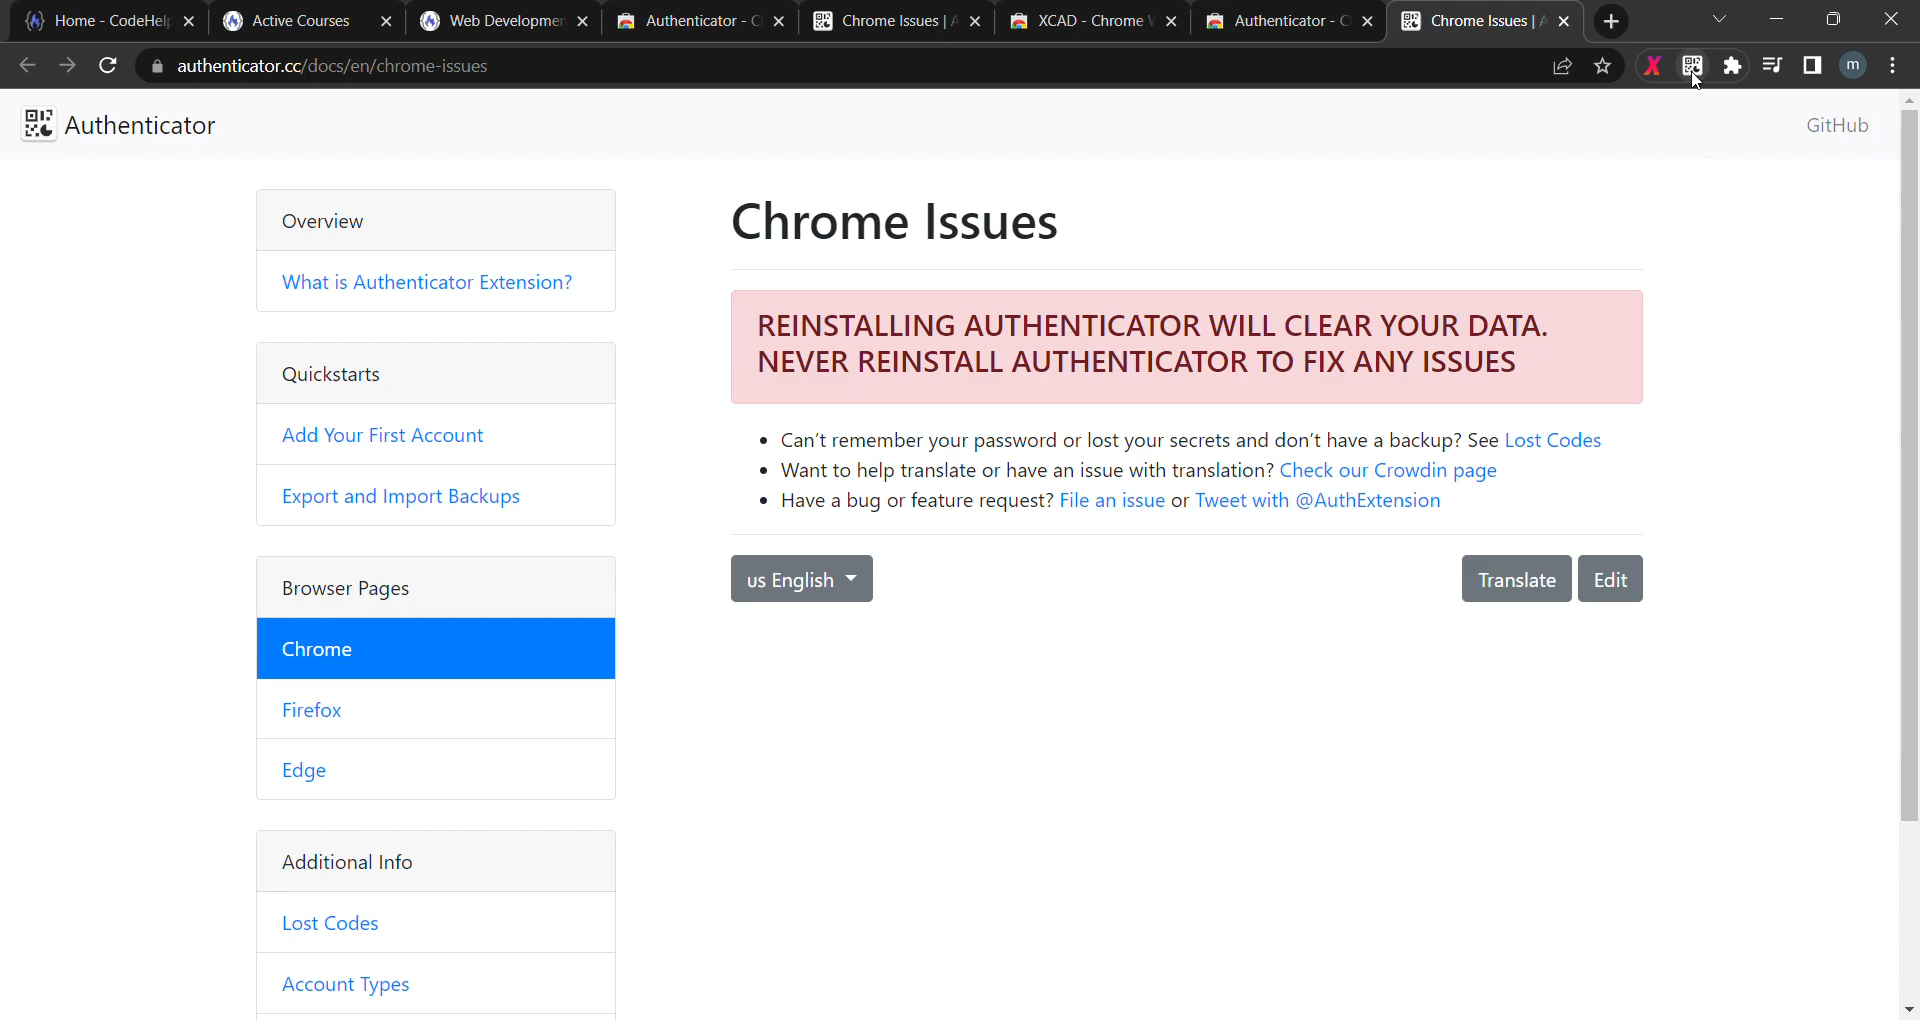 Home - CodeHelp
Active Courses
Web Developmen
Authenticator - C
Chrome Issues | A
XCAD - Chrome W
Authenticator - C
Chrome Issues | A
authenticator.cc/docs/en/chrome-issues
m
Authenticator
GitHub
Overview
What is Authenticator Extension?
Quickstarts
Add Your First Account
Export and Import Backups
Browser Pages
Chrome
Firefox
Edge
Additional Info
Lost Codes
Account Types
Chrome Issues
REINSTALLING AUTHENTICATOR WILL CLEAR YOUR DATA.
NEVER REINSTALL AUTHENTICATOR TO FIX ANY ISSUES
Can't remember your password or lost your secrets and don't have a backup? See Lost Codes
Want to help translate or have an issue with translation? Check our Crowdin page
Have a bug or feature request? File an issue or Tweet with @AuthExtension
us English
Translate
Edit